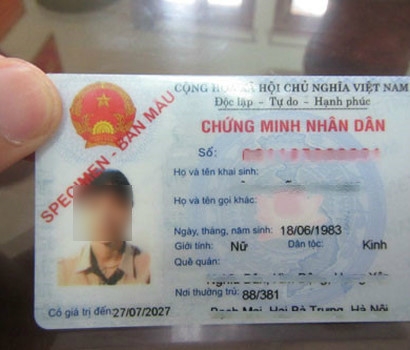 CỘNG HÒA XÃ HỘI CHỦ NGHĨA VIỆT NAM
Độc lập - Tự do - Hạnh phúc
CHỨNG MINH NHÂN DÂN
SPECIMEN - BẢN MẪU
Số:
Họ và tên khai sinh:
Họ và tên gọi khác:
Ngày, tháng, năm sinh: 18/06/1983
Giới tính: Nữ Dân tộc: Kinh
Quê quán:
Nơi thường trú: 88/381
Bạch Mai, Hai Bà Trưng, Hà Nội
Có giá trị đến: 27/07/2027